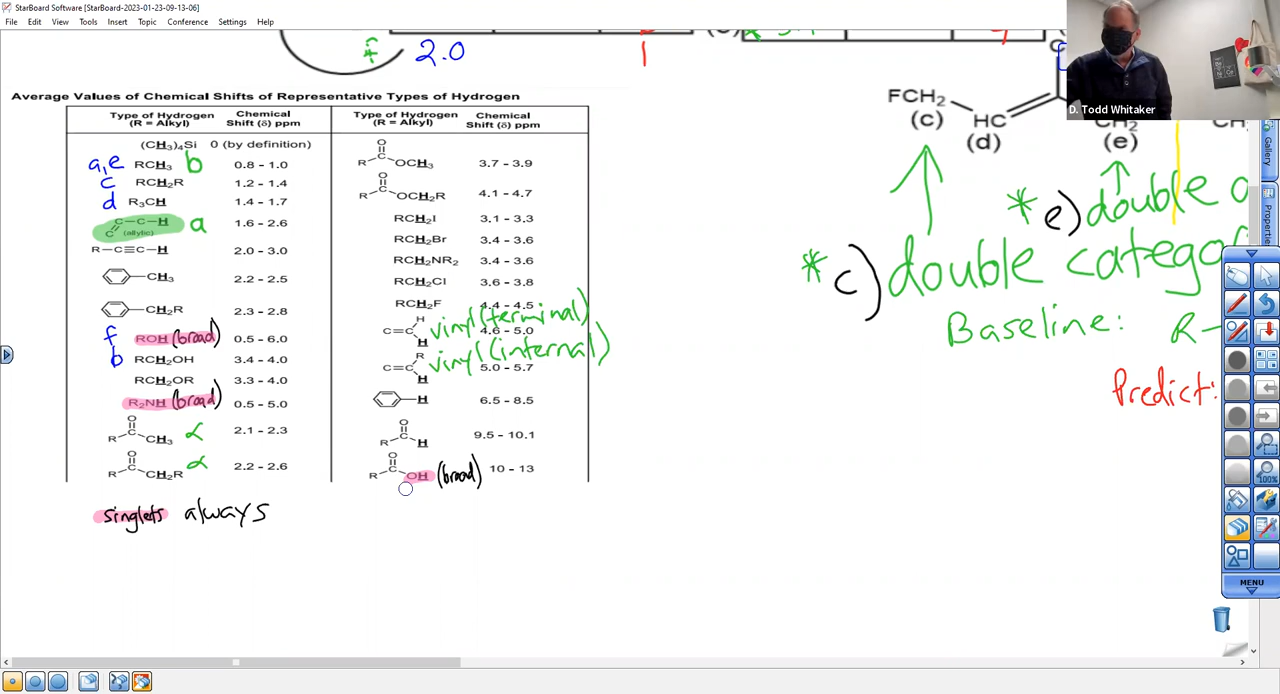 StarBoard Software [StarBoard-2023-01-23-09-13-06]
File Edit View Tools Insert Topic Conference Settings Help
f 2.0 1
D. Todd Whitaker
Average Values of Chemical Shifts of Representative Types of Hydrogen
Type of Hydrogen (R = Alkyl) Chemical Shift (δ) ppm
(CH3)4Si 0 (by definition)
a,e RCH3 b 0.8 - 1.0
c RCH2R 1.2 - 1.4
d R3CH 1.4 - 1.7
C=C-C-H (allylic) a 1.6 - 2.6
R-C≡C-H 2.0 - 3.0
CH3 2.2 - 2.5
CH2R 2.3 - 2.8
f ROH (broad) 0.5 - 6.0
b RCH2OH 3.4 - 4.0
RCH2OR 3.3 - 4.0
R2NH (broad) 0.5 - 5.0
O R-C-CH3 α 2.1 - 2.3
O R-C-CH2R α 2.2 - 2.6
Type of Hydrogen (R = Alkyl) Chemical Shift (δ) ppm
O R-C-OCH3 3.7 - 3.9
O R-C-OCH2R 4.1 - 4.7
RCH2I 3.1 - 3.3
RCH2Br 3.4 - 3.6
RCH2NR2 3.4 - 3.6
RCH2Cl 3.6 - 3.8
RCH2F 4.4 - 4.5
C=C H H vinyl (terminal) 4.6 - 5.0
C=C R H vinyl (internal) 5.0 - 5.7
H 6.5 - 8.5
O R-C-H 9.5 - 10.1
O R-C-OH (broad) 10 - 13
singlets always
FCH2 HC CH2
(c) (d) (e)
* e) double
* c) double categor
Baseline: R-
Predict:
Gallery
Properties
100%
MENU